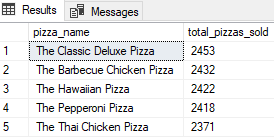 Results Messages
pizza_name total_pizzas_sold
1 The Classic Deluxe Pizza 2453
2 The Barbecue Chicken Pizza 2432
3 The Hawaiian Pizza 2422
4 The Pepperoni Pizza 2418
5 The Thai Chicken Pizza 2371